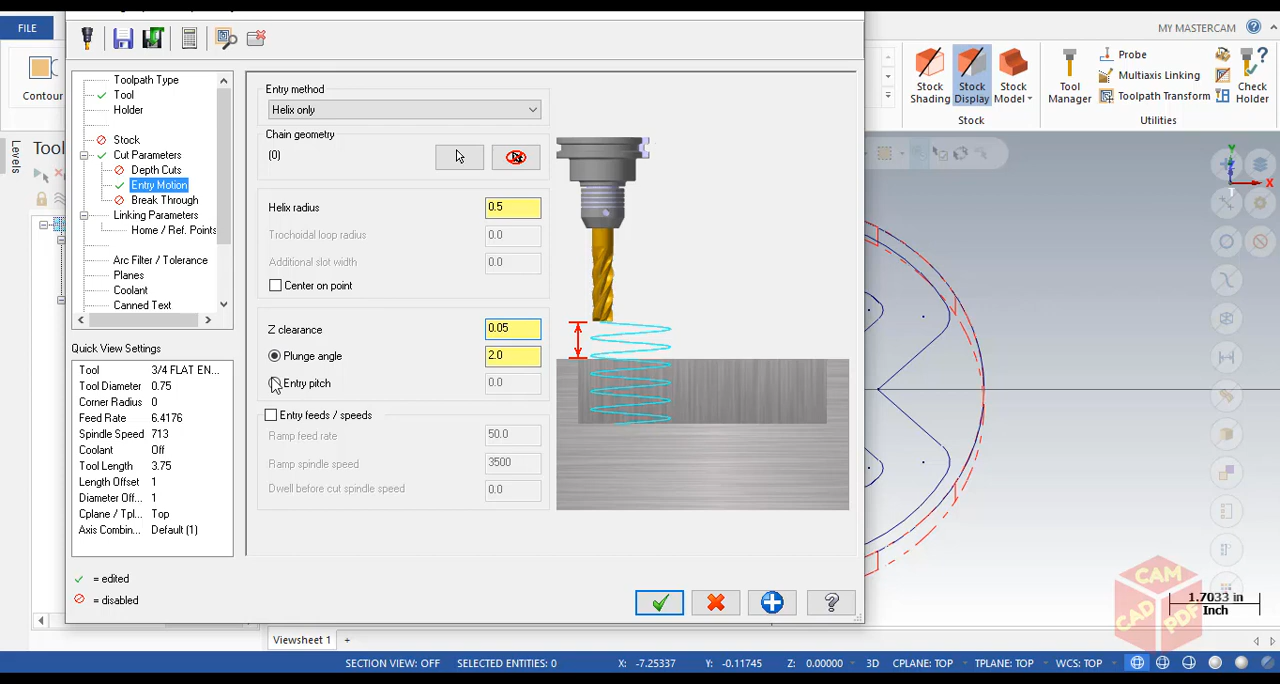 FILE
MY MASTERCAM
Contour
Toypath Type
Tool
Holder
Stock
Cut Parameters
Depth Cuts
Entry Motion
Break Through
Linking Parameters
Home / Ref. Points
Arc Filter / Tolerance
Planes
Coolant
Canned Text
Quick View Settings
Tool 3/4 FLAT EN...
Tool Diameter 0.75
Corner Radius 0
Feed Rate 6.4176
Spindle Speed 713
Coolant Off
Tool Length 3.75
Length Offset 1
Diameter Off... 1
Cplane / Tpl... Top
Axis Combin... Default (1)
= edited
= disabled
Entry method
Helix only
Chain geometry
(0)
Helix radius 0.5
Trochoidal loop radius 0.0
Additional slot width 0.0
Center on point
Z clearance 0.05
Plunge angle 2.0
Entry pitch 0.0
Entry feeds / speeds
Ramp feed rate 50.0
Ramp spindle speed 3500
Dwell before cut spindle speed 0.0
Stock Shading
Stock Display
Stock Model
Stock
Tool Manager
Probe
Multiaxis Linking
Toolpath Transform
Check Holder
Utilities
Levels
Tool
Y
X
CAM
CAD
PDF
1.7033 in
Inch
Viewsheet 1 +
SECTION VIEW: OFF SELECTED ENTITIES: 0 X: -7.25337 Y: -0.11745 Z: 0.00000 3D CPLANE: TOP TPLANE: TOP WCS: TOP